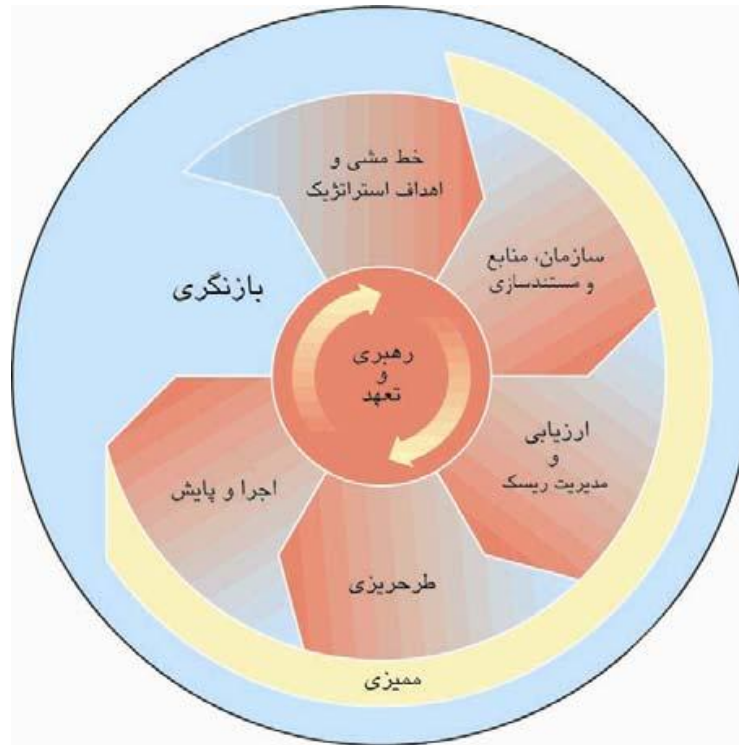 خط مشی و
اهداف استراتژیک
سازمان، منابع
و مستندسازی
بازنگری
رهبری
و
تعهد
ارزیابی
و
مدیریت ریسک
اجرا و پایش
طرحریزی
ممیزی